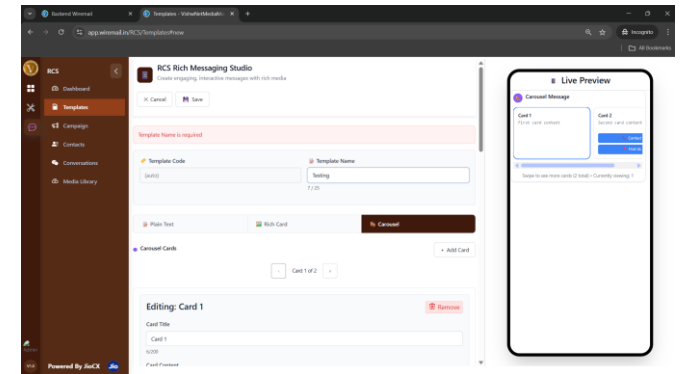 Backend Wiremail
Templates - VishwNetMediaMa
app.wiremail.in/RCS/Templates#new
Incognito
All Bookmarks
RCS
Dashboard
Templates
Campaign
Contacts
Conversations
Media Library
Admin
Powered By JioCX
Jio
RCS Rich Messaging Studio
Create engaging, interactive messages with rich media
× Cancel
Save
Template Name is required
Template Code
Template Name
(auto)
Testing
7 / 25
Plain Text
Rich Card
Carousel
Carousel Cards
+ Add Card
Card 1 of 2
Editing: Card 1
Remove
Card Title
Card 1
6/200
Card Content
Live Preview
Carousel Message
Card 1
First card content
Card 2
Second card content
Contact
Swipe to see more cards (2 total) • Currently viewing: 1